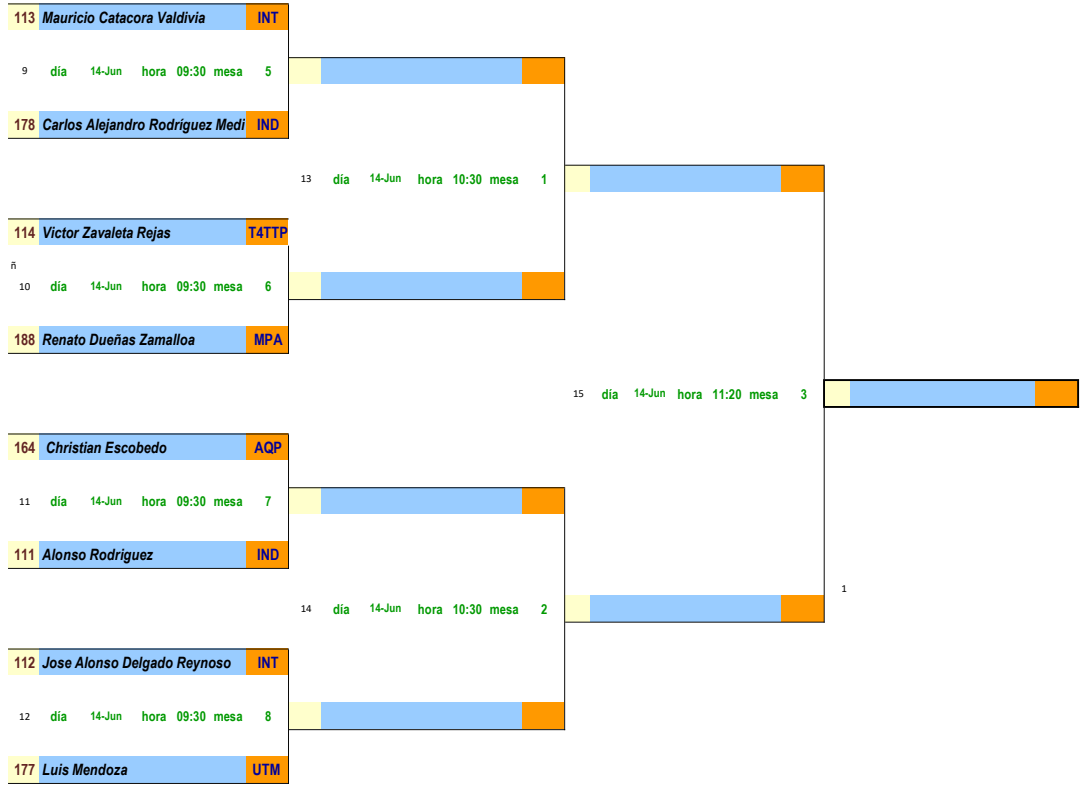 113 Mauricio Catacora Valdivia INT
9 día 14-Jun hora 09:30 mesa 5
178 Carlos Alejandro Rodríguez Medi IND
13 día 14-Jun hora 10:30 mesa 1
114 Victor Zavaleta Rejas T4TTP
ñ
10 día 14-Jun hora 09:30 mesa 6
188 Renato Dueñas Zamalloa MPA
15 día 14-Jun hora 11:20 mesa 3
164 Christian Escobedo AQP
11 día 14-Jun hora 09:30 mesa 7
111 Alonso Rodriguez IND
1
14 día 14-Jun hora 10:30 mesa 2
112 Jose Alonso Delgado Reynoso INT
12 día 14-Jun hora 09:30 mesa 8
177 Luis Mendoza UTM